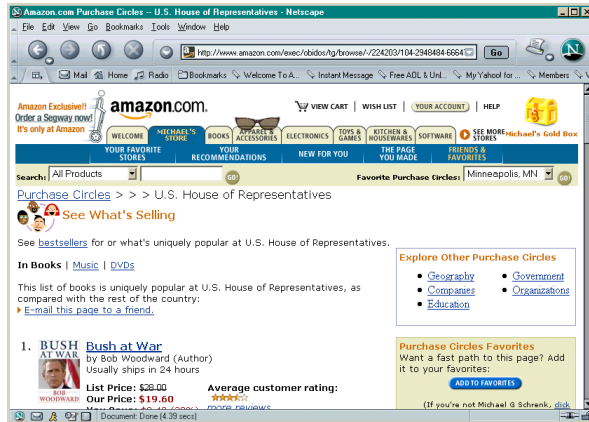 Amazon.com Purchase Circles -- U.S. House of Representatives - Netscape
File Edit View Go Bookmarks Tools Window Help
http://www.amazon.com/exec/obidos/tg/browse/-/224203/104-2948484-6664 Go
Mail Home Radio Bookmarks Welcome To A... Instant Message Free AOL & Unl... My Yahoo! for ... Members
Amazon Exclusive!!
Order a Segway now!
It's only at Amazon
amazon.com.
VIEW CART | WISH LIST | YOUR ACCOUNT | HELP
WELCOME MICHAEL'S STORE BOOKS APPAREL & ACCESSORIES ELECTRONICS TOYS & GAMES KITCHEN & HOUSEWARES SOFTWARE SEE MORE STORES Michael's Gold Box
YOUR FAVORITE STORES YOUR RECOMMENDATIONS NEW FOR YOU THE PAGE YOU MADE FRIENDS & FAVORITES
Search: All Products GO! Favorite Purchase Circles: Minneapolis, MN GO!
Purchase Circles > > > U.S. House of Representatives
See What's Selling
See bestsellers for or what's uniquely popular at U.S. House of Representatives.
In Books | Music | DVDs
This list of books is uniquely popular at U.S. House of Representatives, as
compared with the rest of the country:
E-mail this page to a friend.
Explore Other Purchase Circles
Geography Government
Companies Organizations
Education
1. BUSH AT WAR BOB WOODWARD
Bush at War
by Bob Woodward (Author)
Usually ships in 24 hours
List Price: $28.00
Our Price: $19.60
Average customer rating:
more reviews
Purchase Circles Favorites
Want a fast path to this page? Add
it to your favorites:
ADD TO FAVORITES
(If you're not Michael G Schrenk, click
Document: Done (4.39 secs)